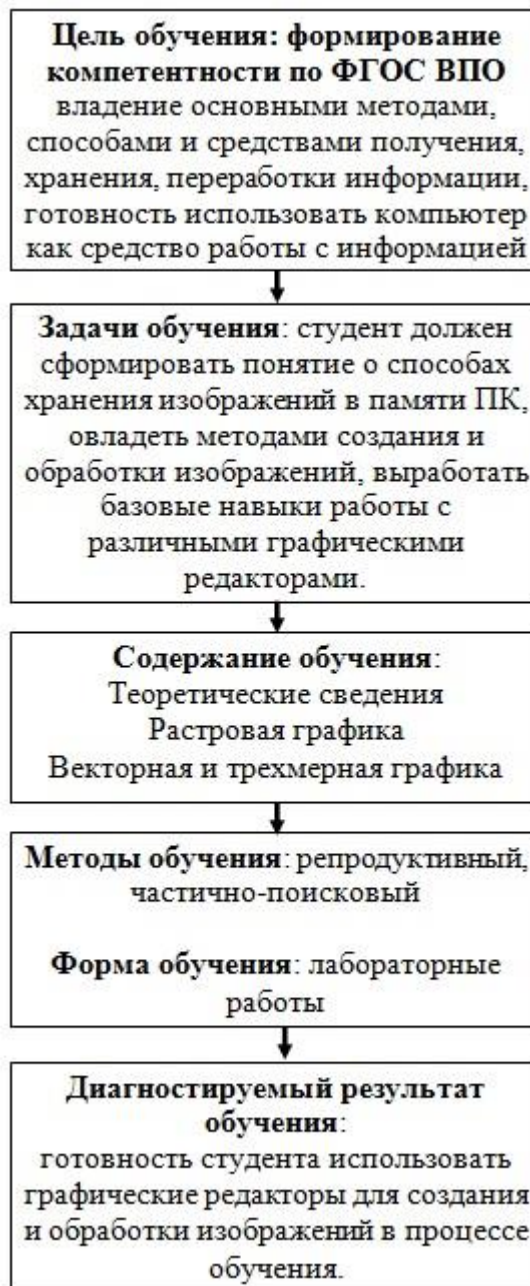 Цель обучения: формирование
компетентности по ФГОС ВПО
владение основными методами,
способами и средствами получения,
хранения, переработки информации,
готовность использовать компьютер
как средство работы с информацией
Задачи обучения: студент должен
сформировать понятие о способах
хранения изображений в памяти ПК,
овладеть методами создания и
обработки изображений, выработать
базовые навыки работы с
различными графическими
редакторами.
Содержание обучения:
Теоретические сведения
Растровая графика
Векторная и трехмерная графика
Методы обучения: репродуктивный,
частично-поисковый
Форма обучения: лабораторные
работы
Диагностируемый результат
обучения:
готовность студента использовать
графические редакторы для создания
и обработки изображений в процессе
обучения.